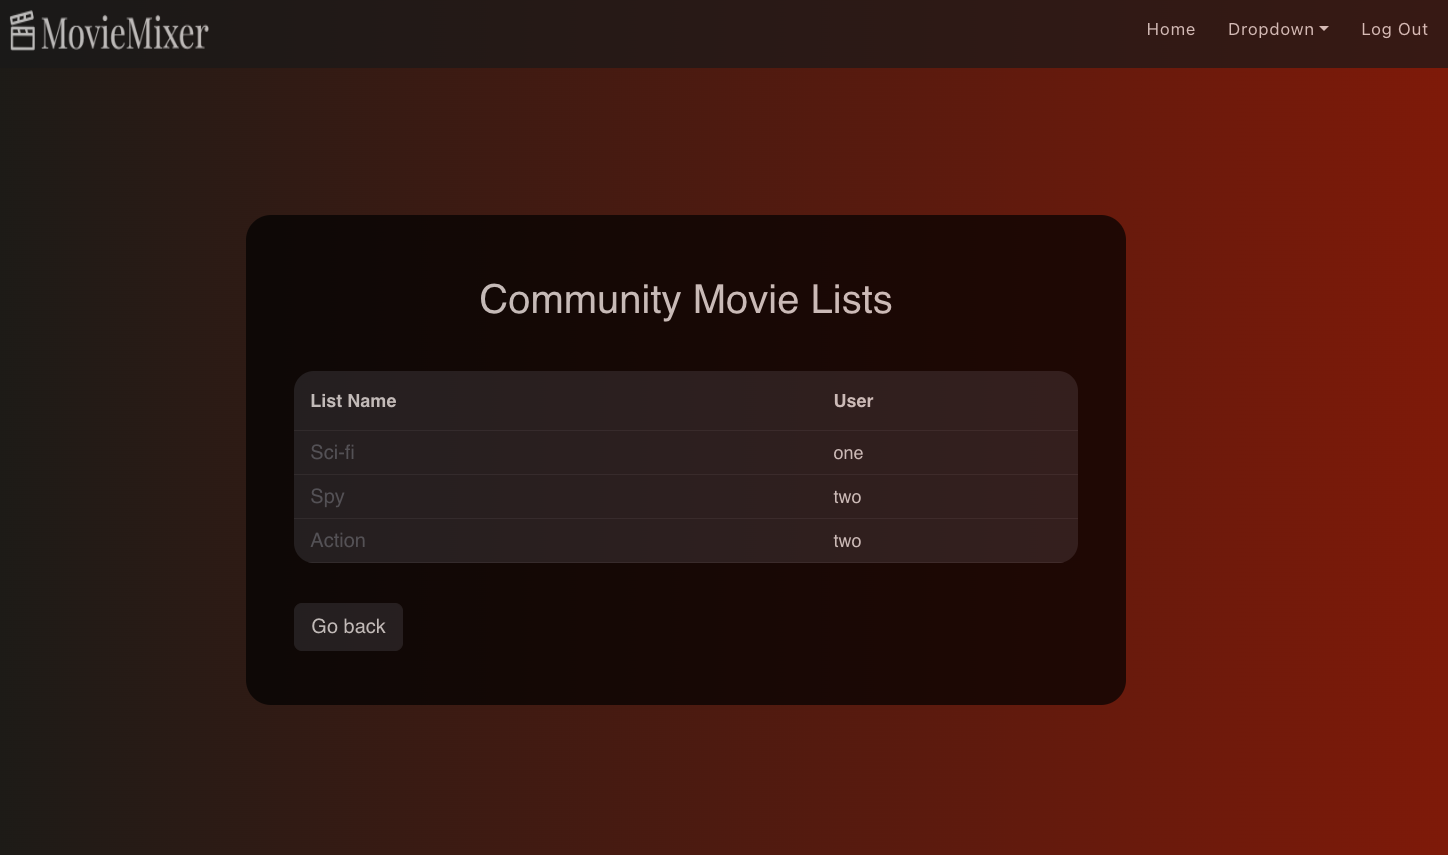 MovieMixer
Home Dropdown Log Out
Community Movie Lists
List Name User
Sci-fi one
Spy two
Action two
Go back